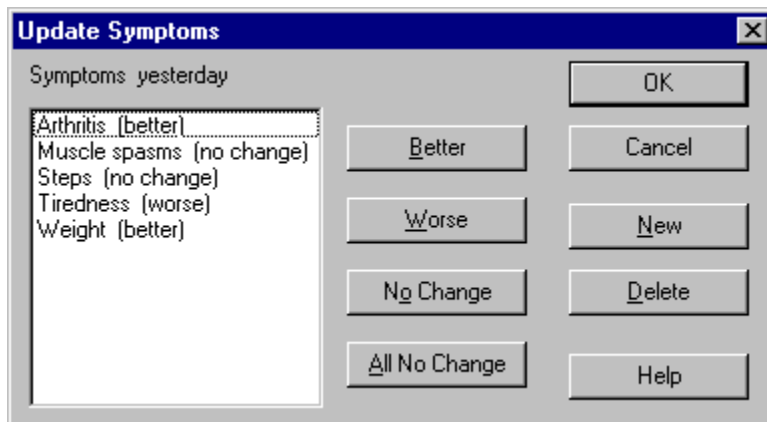 Update Symptoms
Symptoms yesterday
Arthritis (better)
Muscle spasms (no change)
Steps (no change)
Tiredness (worse)
Weight (better)
Better
Worse
No Change
All No Change
OK
Cancel
New
Delete
Help